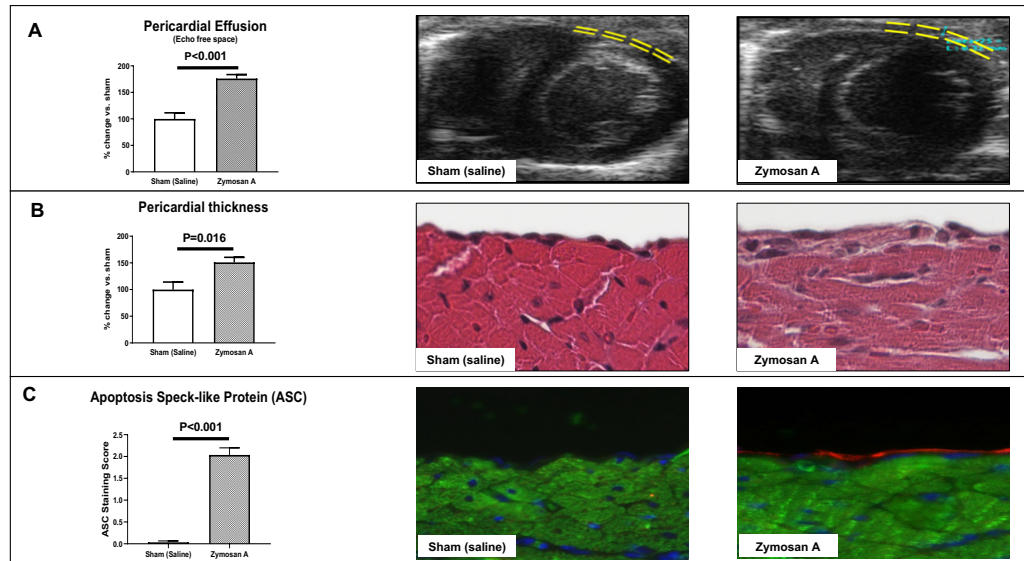 A
Pericardial Effusion
(Echo free space)
P<0.001
% change vs. sham
200
150
100
50
0
Sham (Saline)
Zymosan A
Sham (saline)
Zymosan A
B
Pericardial thickness
P=0.016
% change vs. sham
200
150
100
50
0
Sham (Saline)
Zymosan A
Sham (saline)
Zymosan A
C
Apoptosis Speck-like Protein (ASC)
P<0.001
ASC Staining Score
2.5
2.0
1.5
1.0
0.5
0.0
Sham (Saline)
Zymosan A
Sham (saline)
Zymosan A